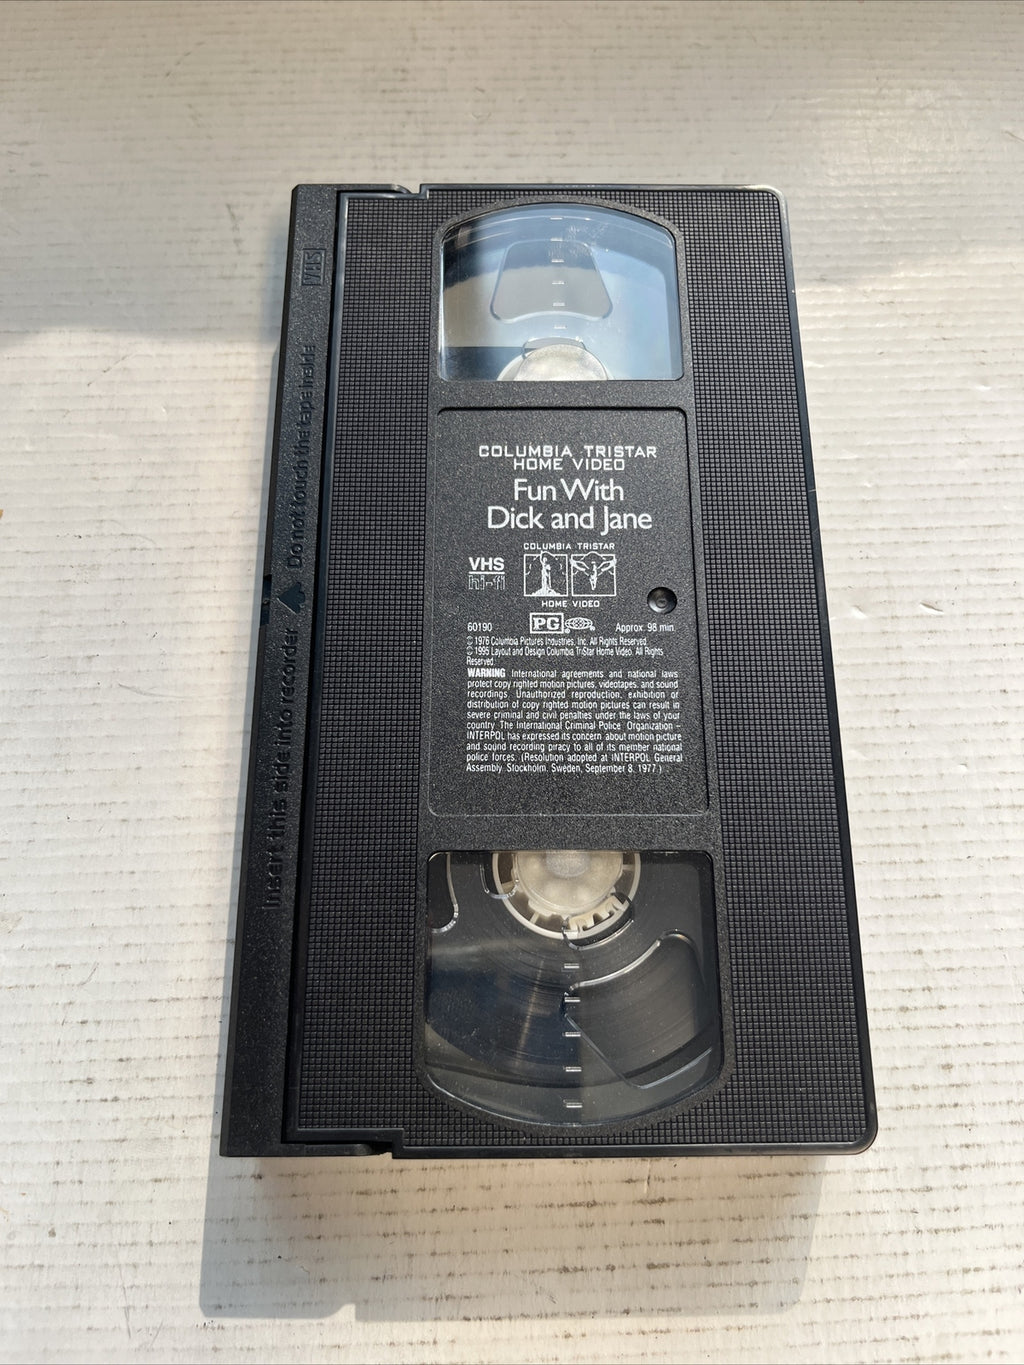 VHS
Do not touch the tape inside
Insert this side into recorder
COLUMBIA TRISTAR
HOME VIDEO
Fun With
Dick and Jane
COLUMBIA TRISTAR
VHS
hi-fi
HOME VIDEO
60190
PG
®
Approx. 98 min.
© 1976 Columbia Pictures Industries, Inc. All Rights Reserved.
© 1995 Layout and Design Columbia TriStar Home Video. All Rights
Reserved.
WARNING International agreements and national laws
protect copy righted motion pictures, videotapes, and sound
recordings. Unauthorized reproduction, exhibition of
distribution of copy righted motion pictures can result in
severe criminal and civil penalties under the laws of your
country. The International Criminal Police Organization –
INTERPOL has expressed its concern about motion picture
and sound recording piracy to all of its member national
police forces. (Resolution adopted at INTERPOL General
Assembly. Stockholm. Sweden, September 8, 1977.)